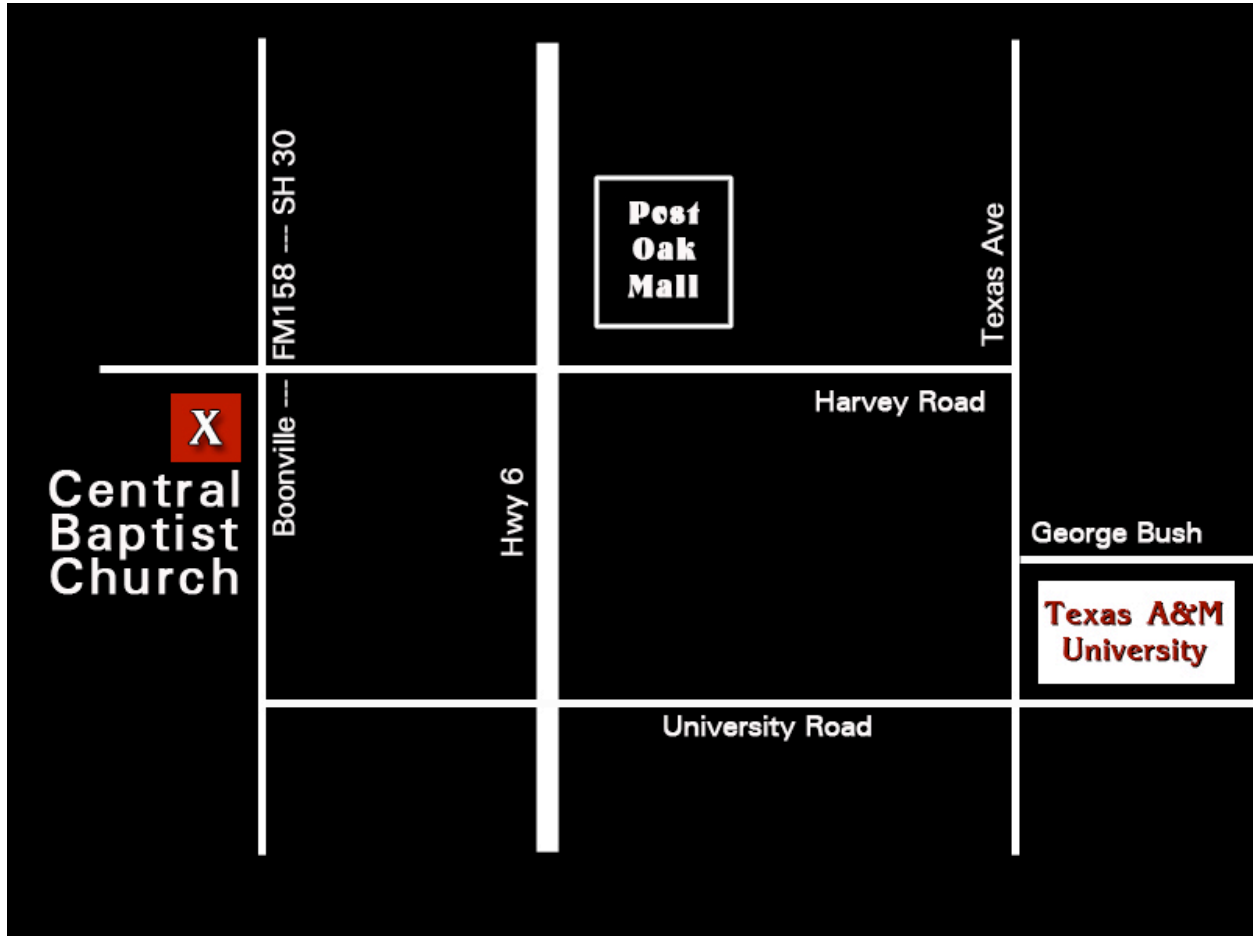 Boonville --- FM158 --- SH 30
Post
Oak
Mall
Texas Ave
Harvey Road
X
Central
Baptist
Church
Hwy 6
George Bush
Texas A&M
University
University Road